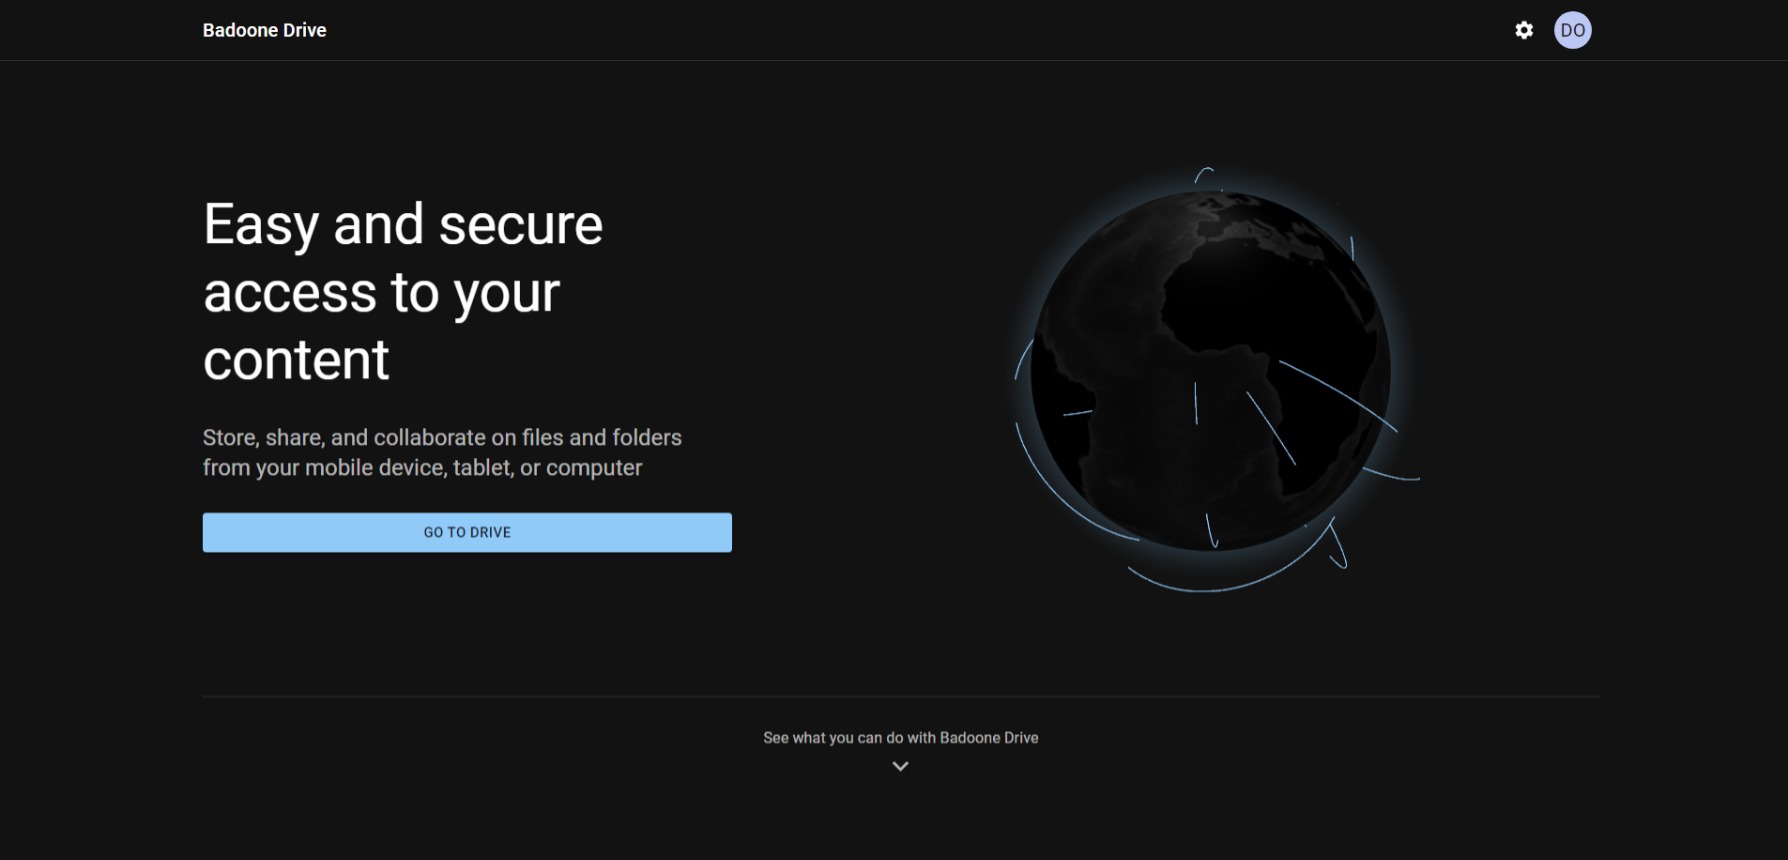 Badoone Drive
DO
Easy and secure
access to your
content
Store, share, and collaborate on files and folders
from your mobile device, tablet, or computer
GO TO DRIVE
See what you can do with Badoone Drive